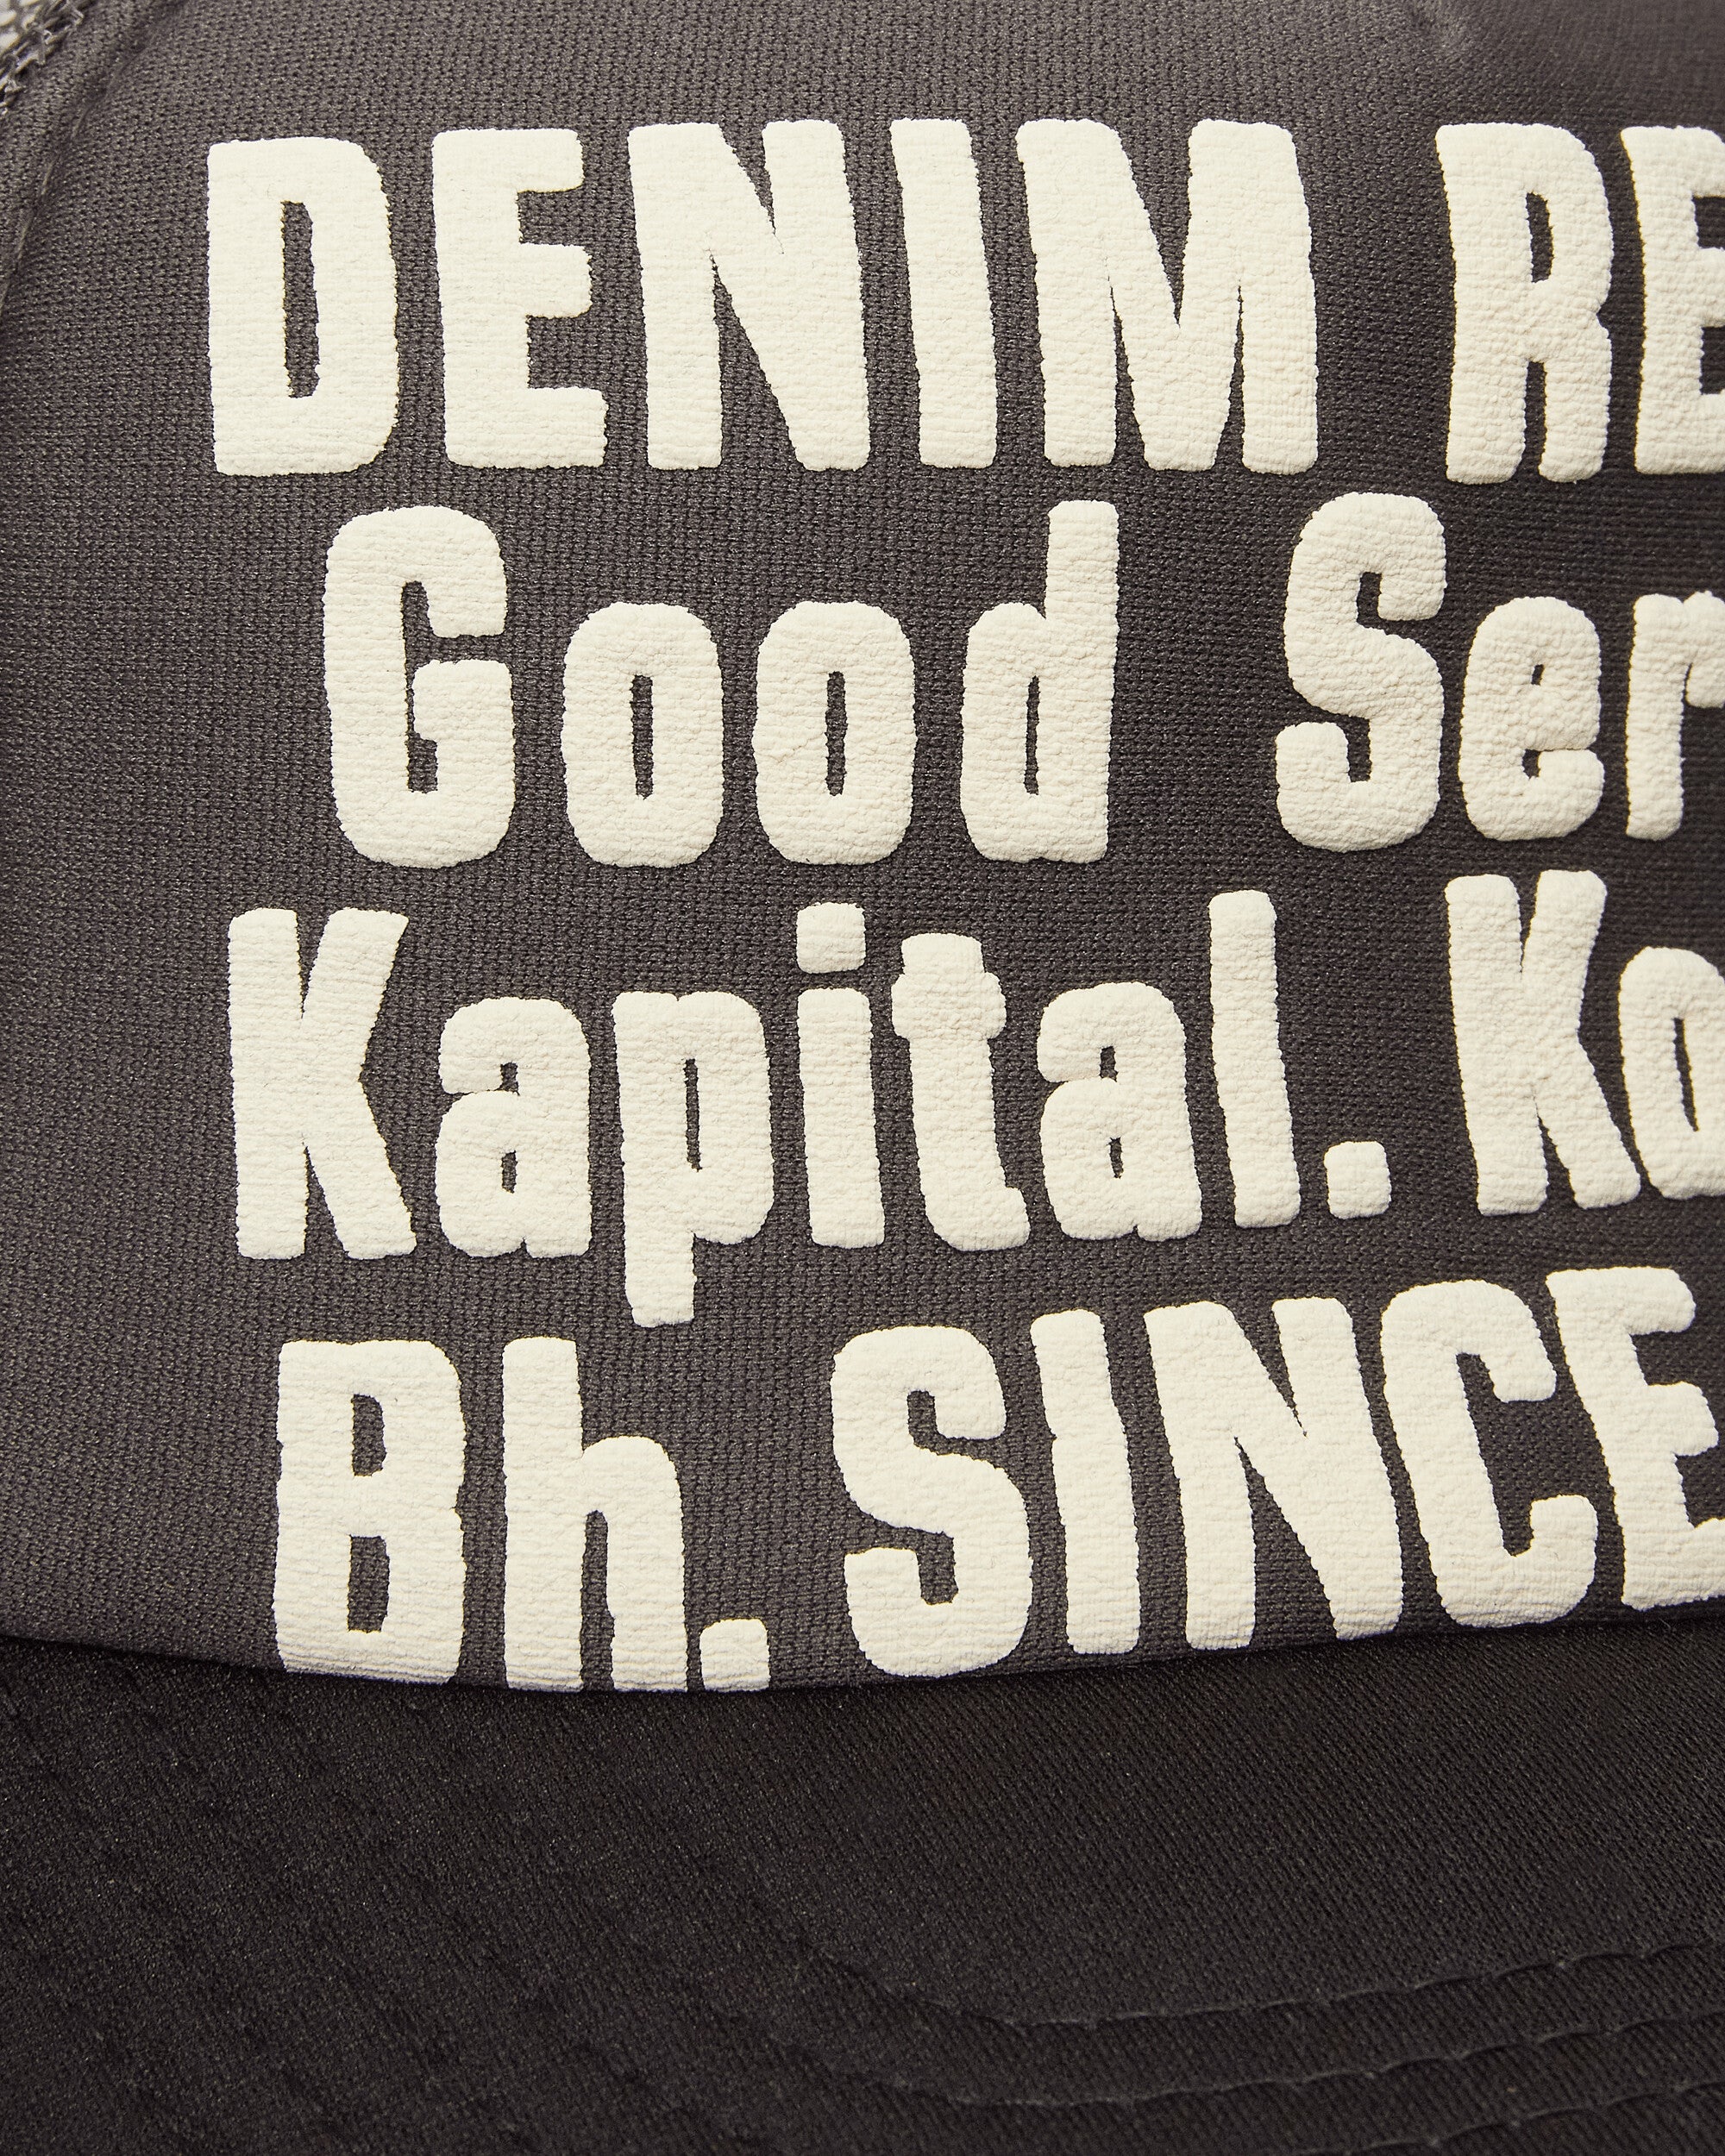 DENIM RE
Good Ser
Kapital. Ko
Bh. SINCE